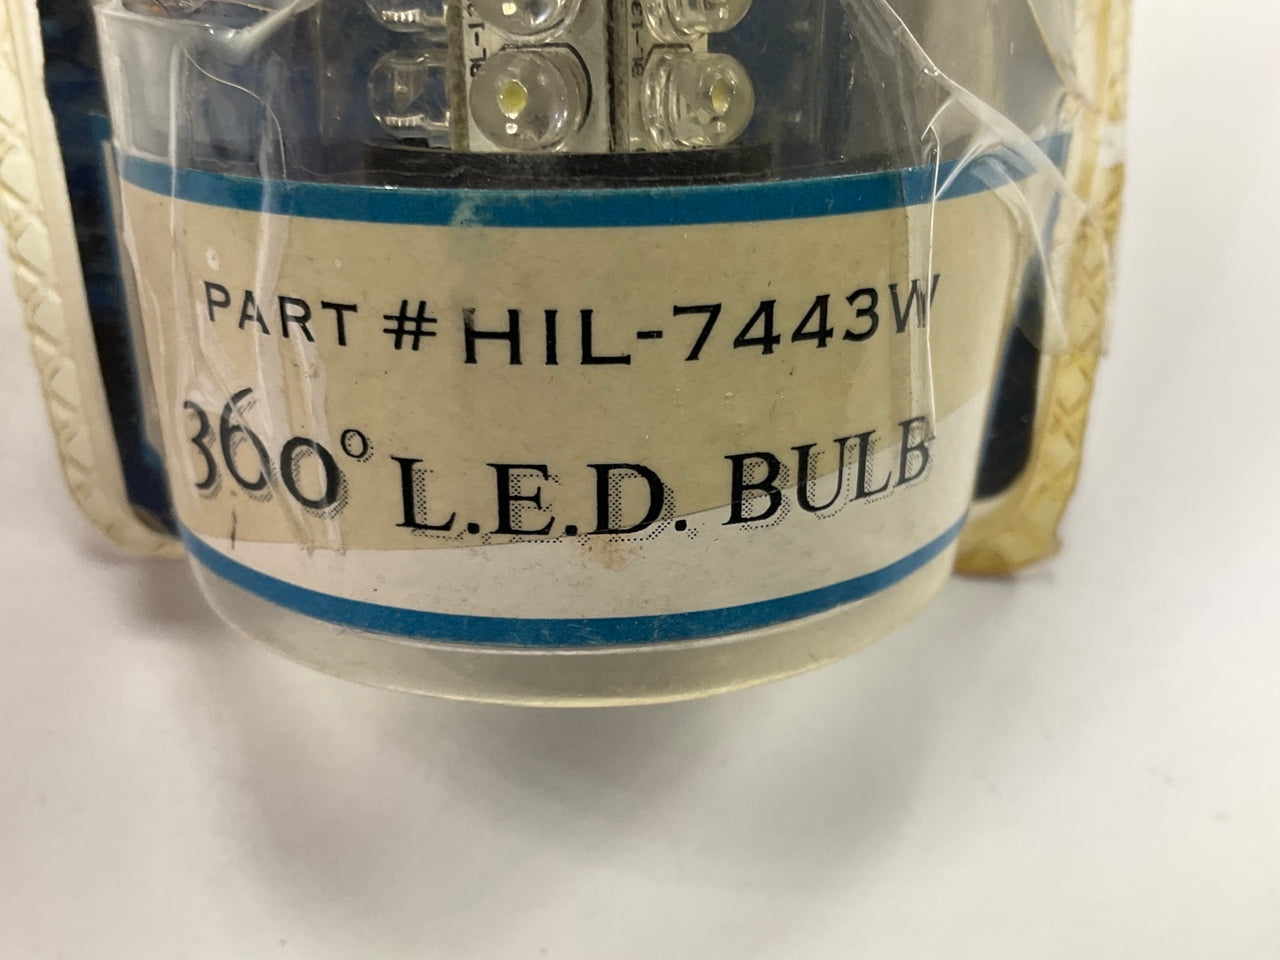 PART # HIL-7443W
360° L.E.D. BULB